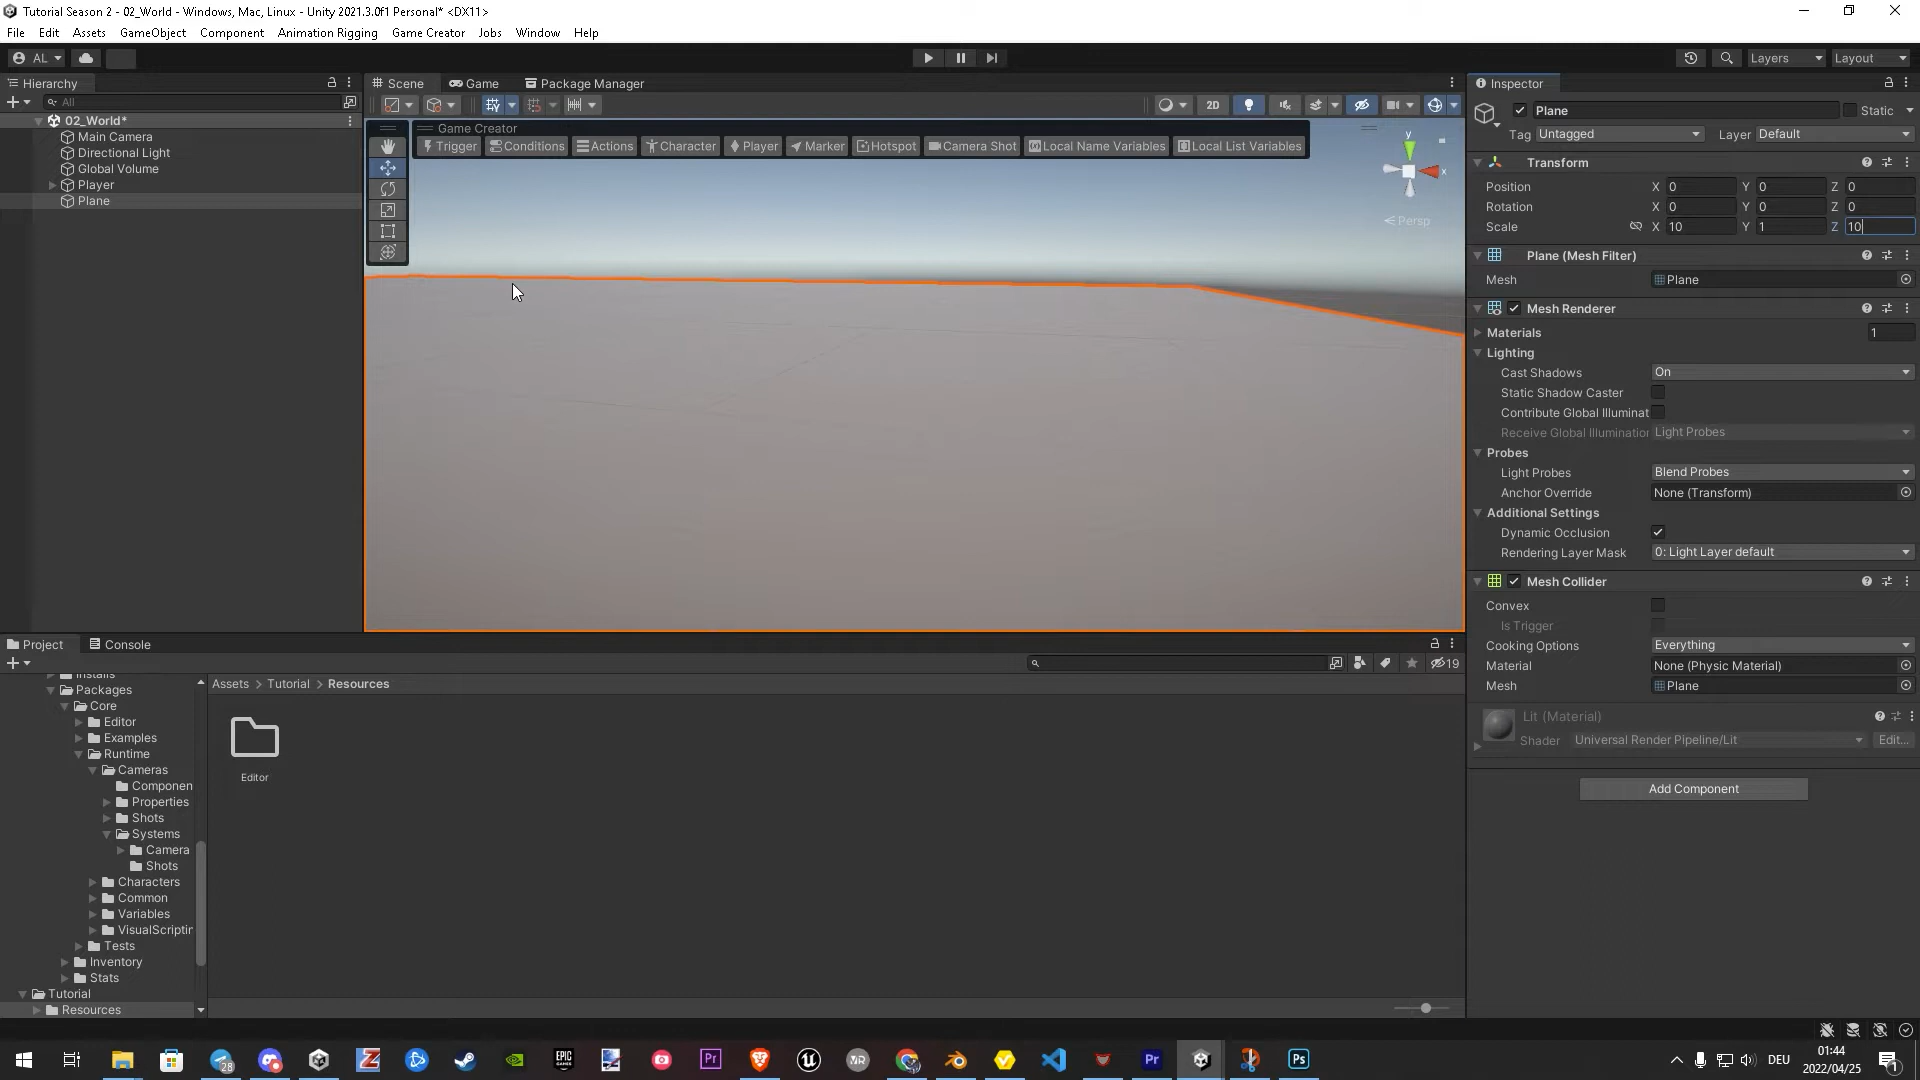 Tutorial Season 2 - 02_World - Windows, Mac, Linux - Unity 2021.3.0f1 Personal* <DX11>
File Edit Assets GameObject Component Animation Rigging Game Creator Jobs Window Help
AL Layers Layout
Hierarchy
All
02_World*
Main Camera
Directional Light
Global Volume
Player
Plane
Scene Game Package Manager
2D
Game Creator
Trigger Conditions Actions Character Player Marker Hotspot Camera Shot Local Name Variables Local List Variables
y
x
Persp
Inspector
Plane Static
Tag Untagged Layer Default
Transform
Position X 0 Y 0 Z 0
Rotation X 0 Y 0 Z 0
Scale X 10 Y 1 Z 10
Plane (Mesh Filter)
Mesh Plane
Mesh Renderer
Materials 1
Lighting
Cast Shadows On
Static Shadow Caster
Contribute Global Illuminat
Receive Global Illumination Light Probes
Probes
Light Probes Blend Probes
Anchor Override None (Transform)
Additional Settings
Dynamic Occlusion
Rendering Layer Mask 0: Light Layer default
Mesh Collider
Convex
Is Trigger
Cooking Options Everything
Material None (Physic Material)
Mesh Plane
Lit (Material)
Shader Universal Render Pipeline/Lit Edit...
Add Component
Project Console
19
Installs
Packages
Core
Editor
Examples
Runtime
Cameras
Componen
Properties
Shots
Systems
Camera
Shots
Characters
Common
Variables
VisualScriptin
Tests
Inventory
Stats
Tutorial
Resources
Assets > Tutorial > Resources
Editor
28
EPIC GAMES
Pr
Pr
Ps
DEU
01:44
2022/04/25
1